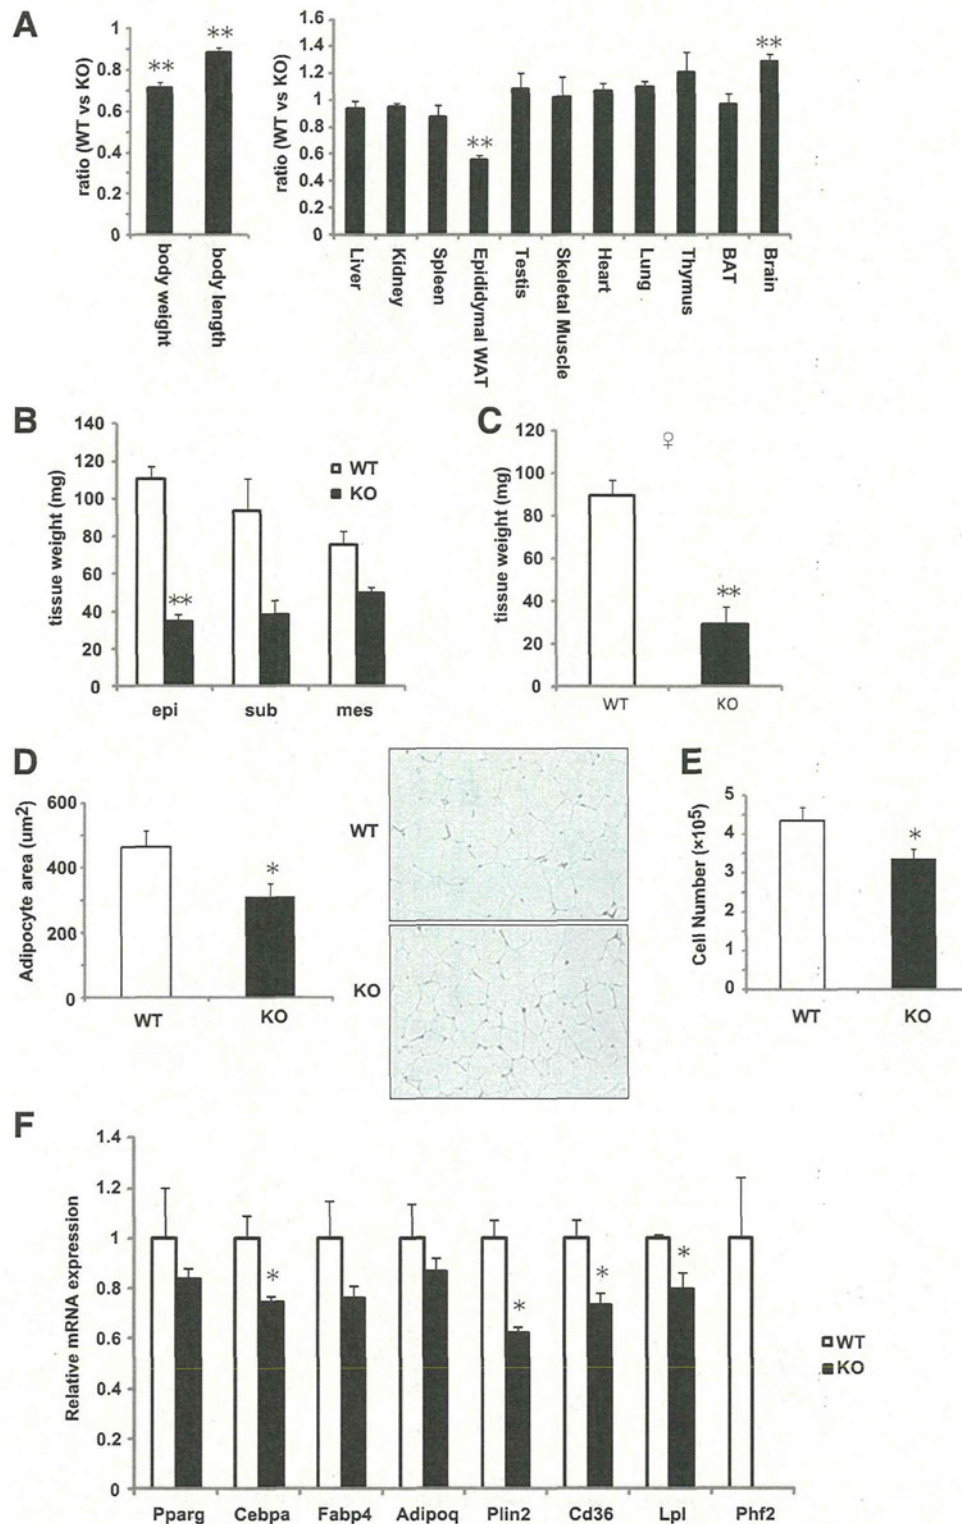 A
ratio (WT vs KO)
1
0.8
0.6
0.4
0.2
0
**
**
body weight
body length
ratio (WT vs KO)
1.6
1.4
1.2
1
0.8
0.6
0.4
0.2
0
**
**
Liver
Kidney
Spleen
Epididymal WAT
Testis
Skeletal Muscle
Heart
Lung
Thymus
BAT
Brain
B
tissue weight (mg)
140
120
100
80
60
40
20
0
**
WT
KO
epi
sub
mes
C
tissue weight (mg)
120
100
80
60
40
20
0
♀
**
WT
KO
D
Adipocyte area (um2)
600
400
200
0
*
WT
KO
WT
KO
E
Cell Number (×10⁵)
5
4
3
2
1
0
*
WT
KO
F
Relative mRNA expression
1.4
1.2
1
0.8
0.6
0.4
0.2
0
*
*
*
*
WT
KO
Pparg
Cebpa
Fabp4
Adipoq
Plin2
Cd36
Lpl
Phf2